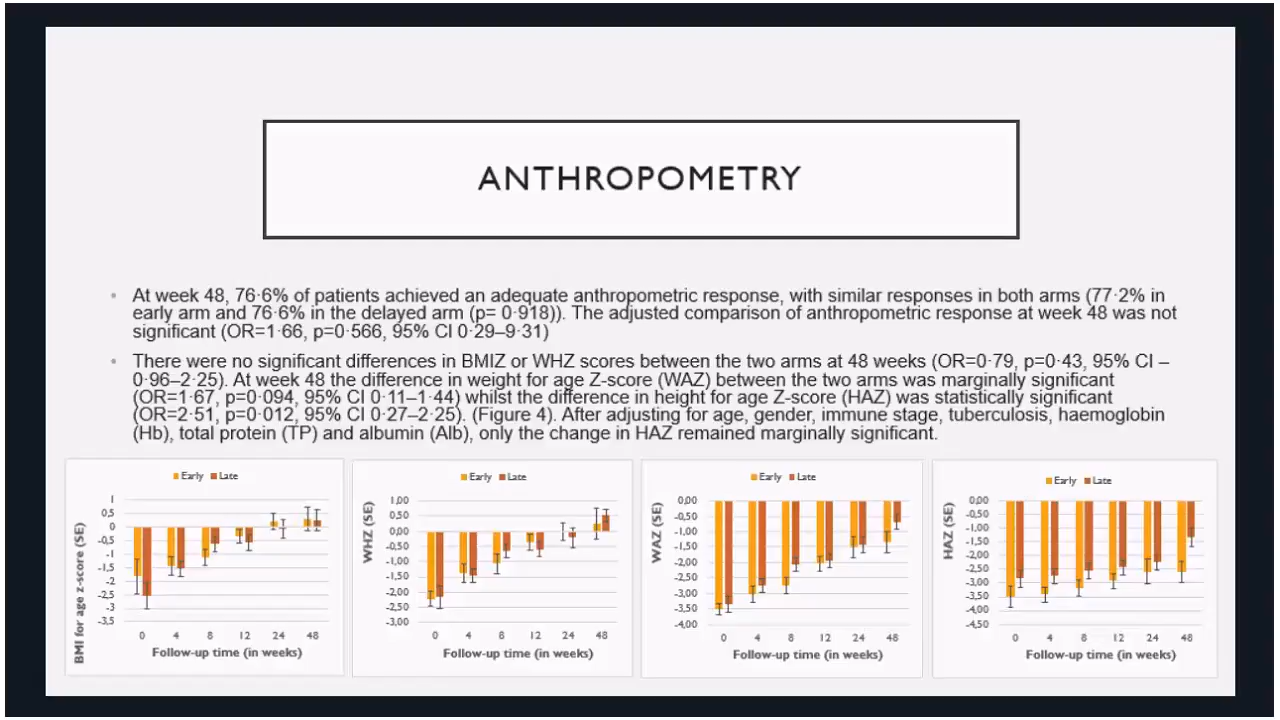 ANTHROPOMETRY
• At week 48, 76·6% of patients achieved an adequate anthropometric response, with similar responses in both arms (77·2% in
early arm and 76·6% in the delayed arm (p= 0·918)). The adjusted comparison of anthropometric response at week 48 was not
significant (OR=1·66, p=0·566, 95% CI 0·29–9·31)
• There were no significant differences in BMIZ or WHZ scores between the two arms at 48 weeks (OR=0·79, p=0·43, 95% CI –
0·96–2·25). At week 48 the difference in weight for age Z-score (WAZ) between the two arms was marginally significant
(OR=1·67, p=0·094, 95% CI 0·11–1·44) whilst the difference in height for age Z-score (HAZ) was statistically significant
(OR=2·51, p=0·012, 95% CI 0·27–2·25). (Figure 4). After adjusting for age, gender, immune stage, tuberculosis, haemoglobin
(Hb), total protein (TP) and albumin (Alb), only the change in HAZ remained marginally significant.
Early Late
BMI for age z-score (SE)
1
0,5
0
-0,5
-1
-1,5
-2
-2,5
-3
-3,5
0 4 8 12 24 48
Follow-up time (in weeks)
Early Late
WHZ (SE)
1,00
0,50
0,00
-0,50
-1,00
-1,50
-2,00
-2,50
-3,00
0 4 8 12 24 48
Follow-up time (in weeks)
Early Late
WAZ (SE)
0,00
-0,50
-1,00
-1,50
-2,00
-2,50
-3,00
-3,50
-4,00
0 4 8 12 24 48
Follow-up time (in weeks)
Early Late
HAZ (SE)
0,00
-0,50
-1,00
-1,50
-2,00
-2,50
-3,00
-3,50
-4,00
-4,50
0 4 8 12 24 48
Follow-up time (in weeks)